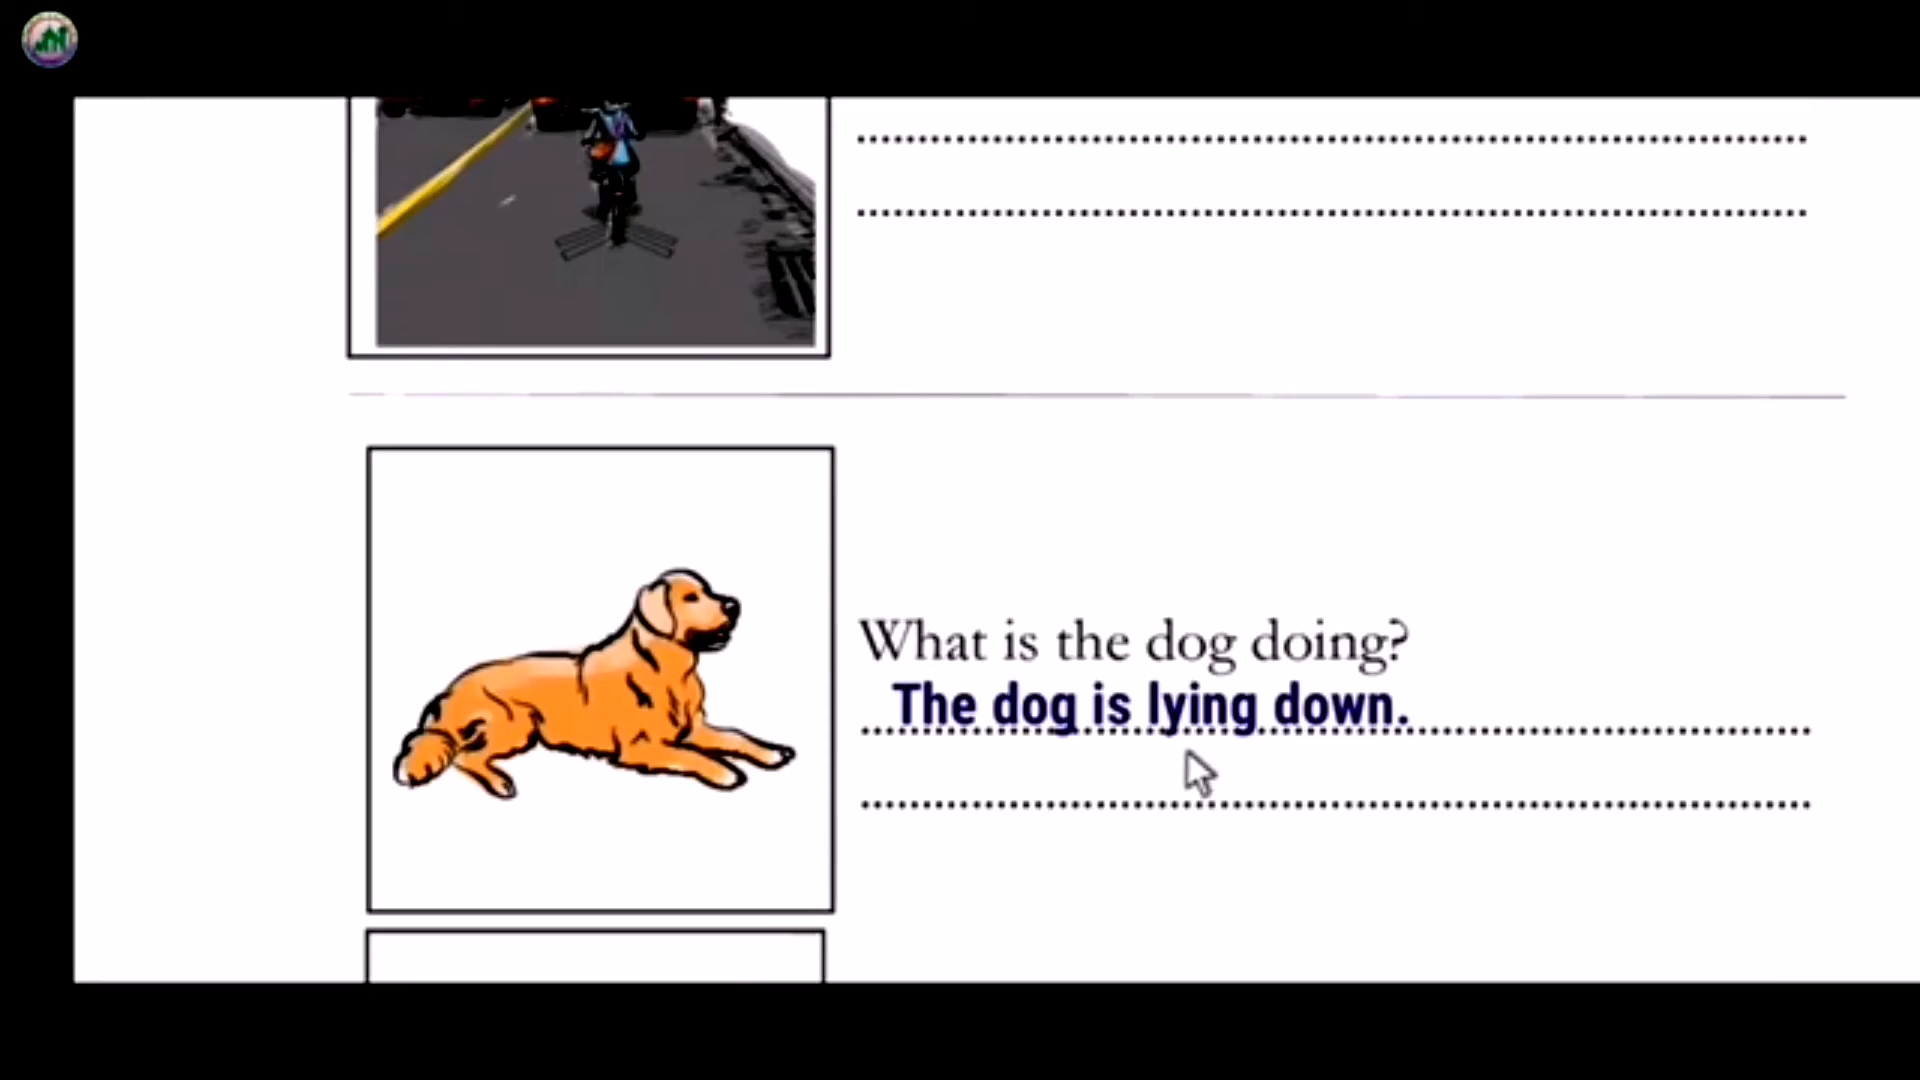 What is the dog doing?
The dog is lying down.